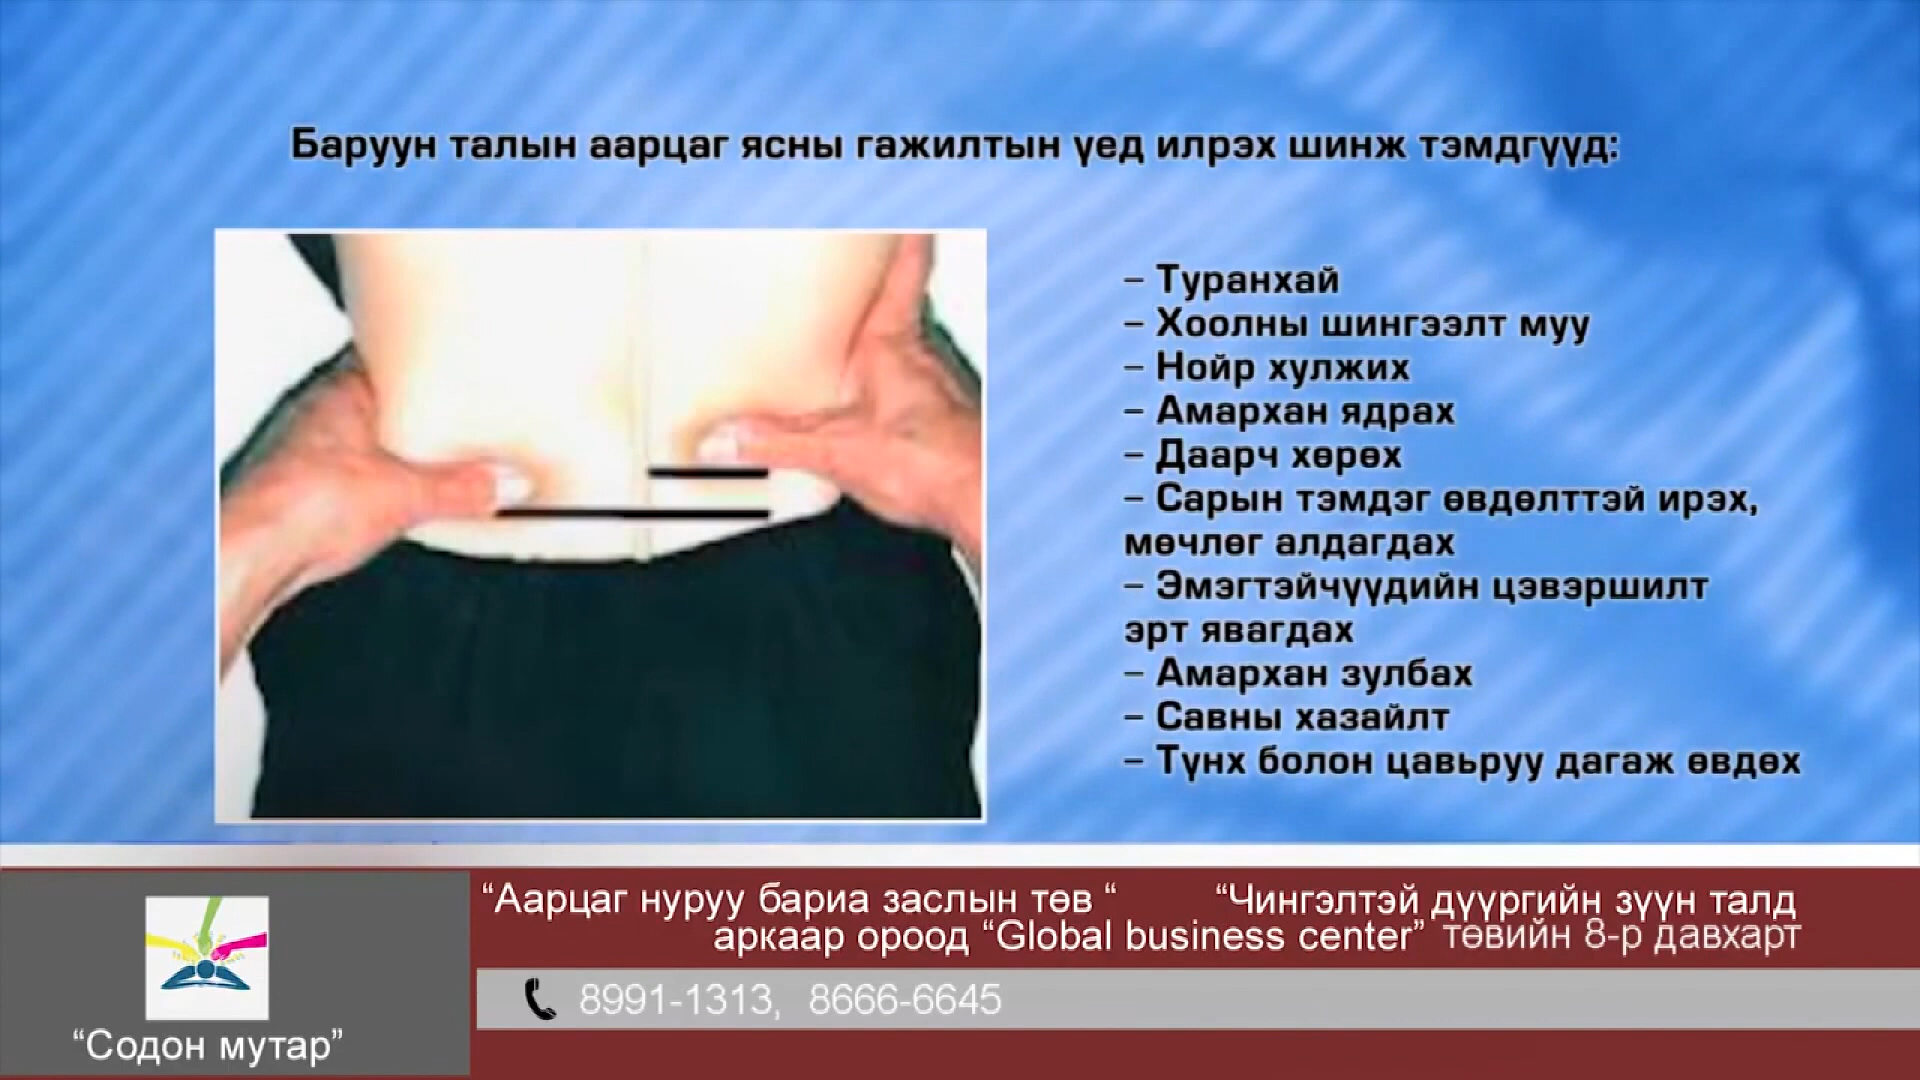 Баруун талын аарцаг ясны гажилтын үед илрэх шинж тэмдгүүд:
– Туранхай
– Хоолны шингээлт муу
– Нойр хулжих
– Амархан ядрах
– Даарч хөрөх
– Сарын тэмдэг өвдөлттэй ирэх,
мөчлөг алдагдах
– Эмэгтэйчүүдийн цэвэршилт
эрт явагдах
– Амархан зулбах
– Савны хазайлт
– Түнх болон цавьруу дагаж өвдөх
“Аарцаг нуруу бариа заслын төв “ “Чингэлтэй дүүргийн зүүн талд
аркаар ороод “Global business center” төвийн 8-р давхарт
8991-1313, 8666-6645
“Содон мутар”